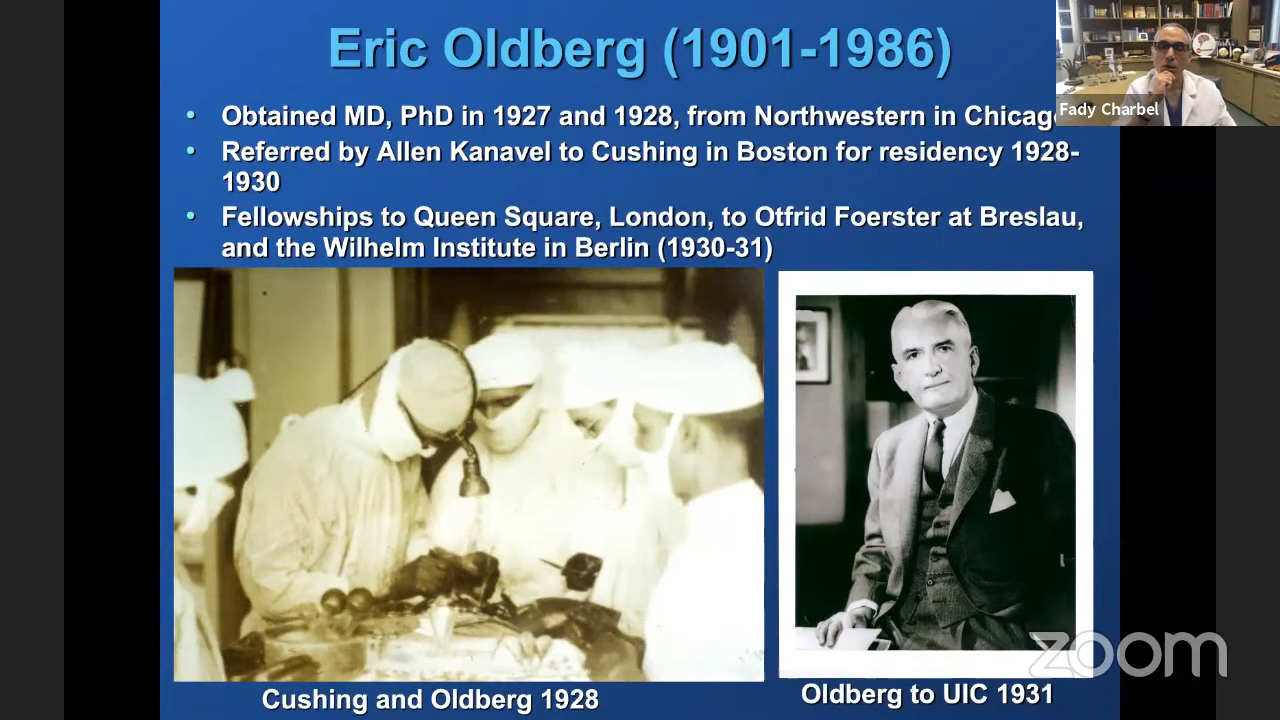 Eric Oldberg (1901-1986)
Fady Charbel
• Obtained MD, PhD in 1927 and 1928, from Northwestern in Chicag
• Referred by Allen Kanavel to Cushing in Boston for residency 1928-
1930
• Fellowships to Queen Square, London, to Otfrid Foerster at Breslau,
and the Wilhelm Institute in Berlin (1930-31)
zoom
Cushing and Oldberg 1928
Oldberg to UIC 1931